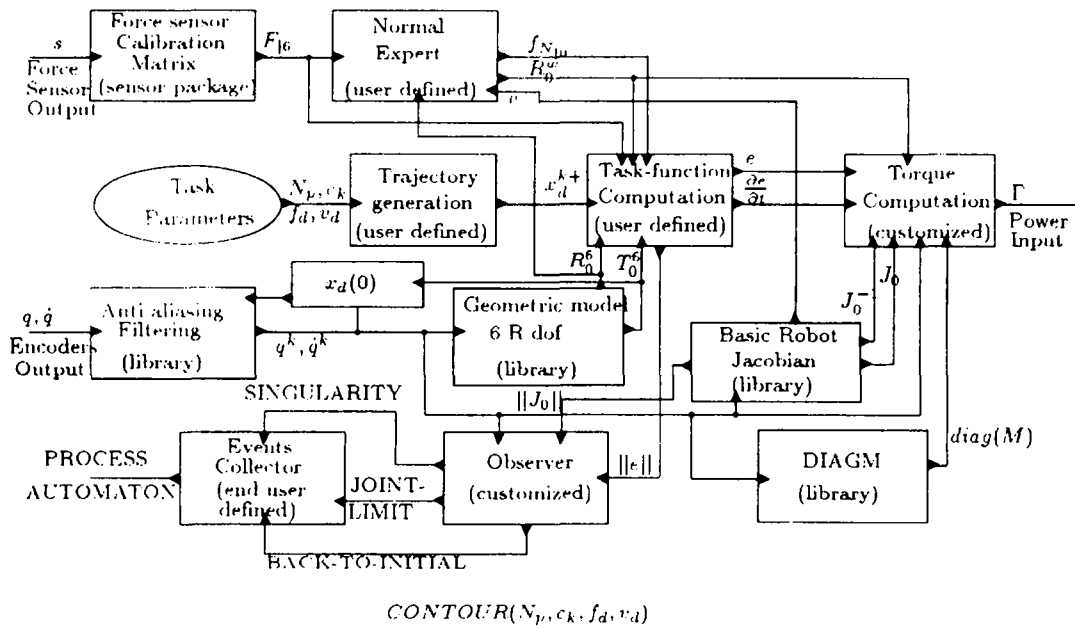 s
Force
Sensor
Output
Force sensor
Calibration
Matrix
(sensor package)
F|6
Normal
Expert
(user defined)
f_N|w
R_0^w
v
Task
Parameters
N_p, c_k
f_d, v_d
Trajectory
generation
(user defined)
x_d^k+
Task-function
Computation
(user defined)
e
∂e
∂t
Torque
Computation
(customized)
Γ
Power
Input
R_0^6
T_0^6
x_d(0)
q, q̇
Encoders
Output
Anti aliasing
Filtering
(library)
q^k, q̇^k
Geometric model
6 R dof
(library)
J_0^-
J_0
Basic Robot
Jacobian
(library)
SINGULARITY
||J_0||
PROCESS
AUTOMATON
Events
Collector
(end user
defined)
JOINT-
LIMIT
Observer
(customized)
||e||
DIAGM
(library)
diag(M)
BACK-TO-INITIAL
CONTOUR(N_p, c_k, f_d, v_d)